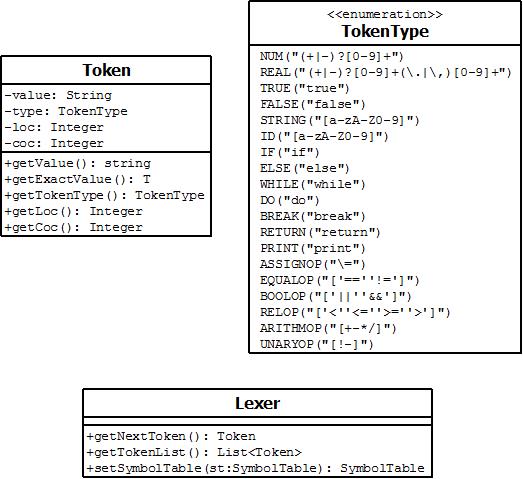 Token
-value: String
-type: TokenType
-loc: Integer
-coc: Integer
+getValue(): string
+getExactValue(): T
+getTokenType(): TokenType
+getLoc(): Integer
+getCoc(): Integer
<<enumeration>>
TokenType
NUM("(+|-)?[0-9]+")
REAL("(+|-)?[0-9]+(\.|\,)[0-9]+")
TRUE("true")
FALSE("false")
STRING("[a-zA-Z0-9]")
ID("[a-zA-Z0-9]")
IF("if")
ELSE("else")
WHILE("while")
DO("do")
BREAK("break")
RETURN("return")
PRINT("print")
ASSIGNOP("\=")
EQUALOP("['==''!=']")
BOOLOP("['||''&&']")
RELOP("['<''<=''>=''>']")
ARITHMOP("[+-*/]")
UNARYOP("[!-]")
Lexer
+getNextToken(): Token
+getTokenList(): List<Token>
+setSymbolTable(st:SymbolTable): SymbolTable